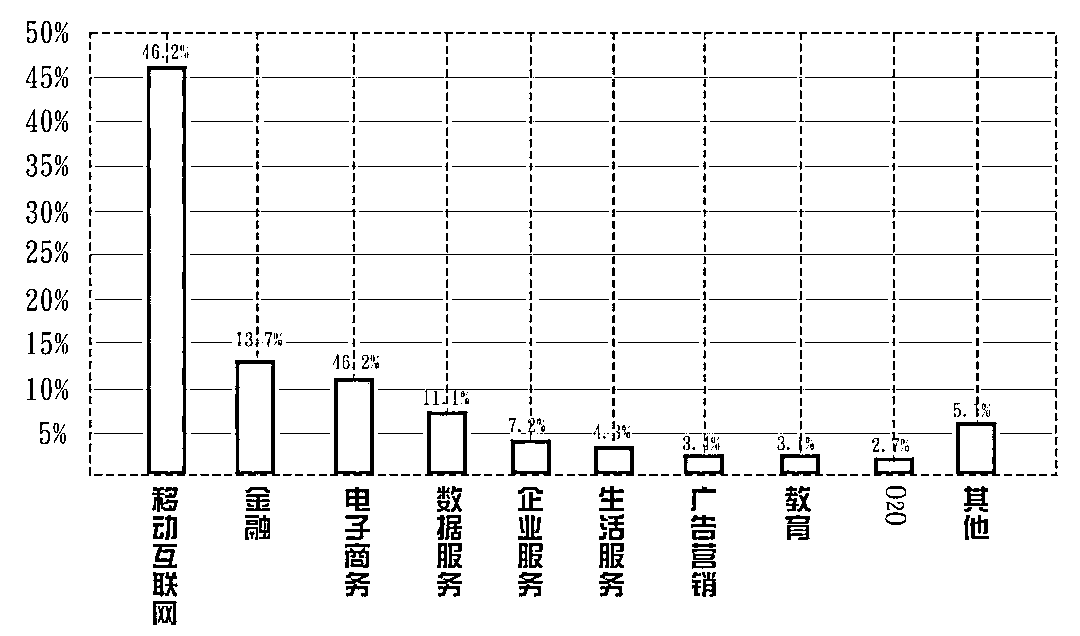 50%
45%
40%
35%
30%
25%
20%
15%
10%
5%
46.2%
13.7%
46.2%
11.1%
7.2%
2.7%
移动互联网
金融
电子商务
数据服务
企业服务
生活服务
广告营销
教育
O2O
其他